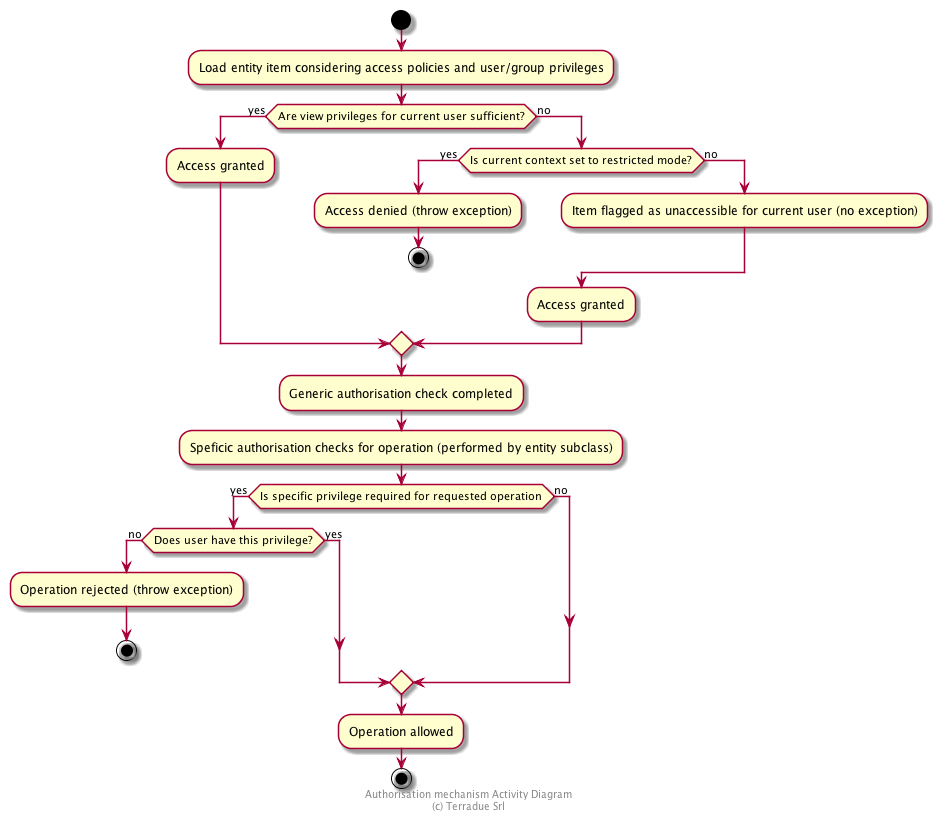 Load entity item considering access policies and user/group privileges
yes
Are view privileges for current user sufficient?
no
Access granted
yes
Is current context set to restricted mode?
no
Access denied (throw exception)
Item flagged as unaccessible for current user (no exception)
Access granted
Generic authorisation check completed
Speficic authorisation checks for operation (performed by entity subclass)
yes
Is specific privilege required for requested operation
no
no
Does user have this privilege?
yes
Operation rejected (throw exception)
Operation allowed
Authorisation mechanism Activity Diagram
(c) Terradue Srl